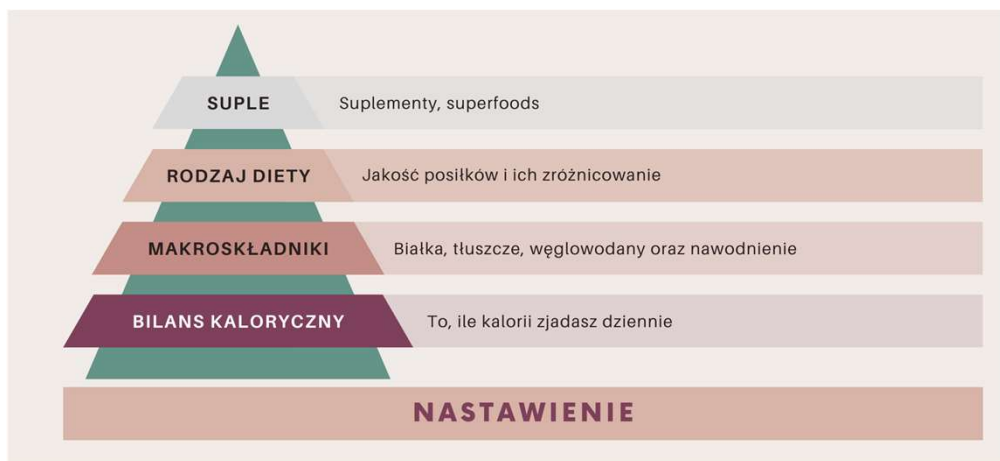 SUPLE
Suplementy, superfoods
RODZAJ DIETY
Jakość posiłków i ich zróżnicowanie
MAKROSKŁADNIKI
Białka, tłuszcze, węglowodany oraz nawodnienie
BILANS KALORYCZNY
To, ile kalorii zjadasz dziennie
NASTAWIENIE